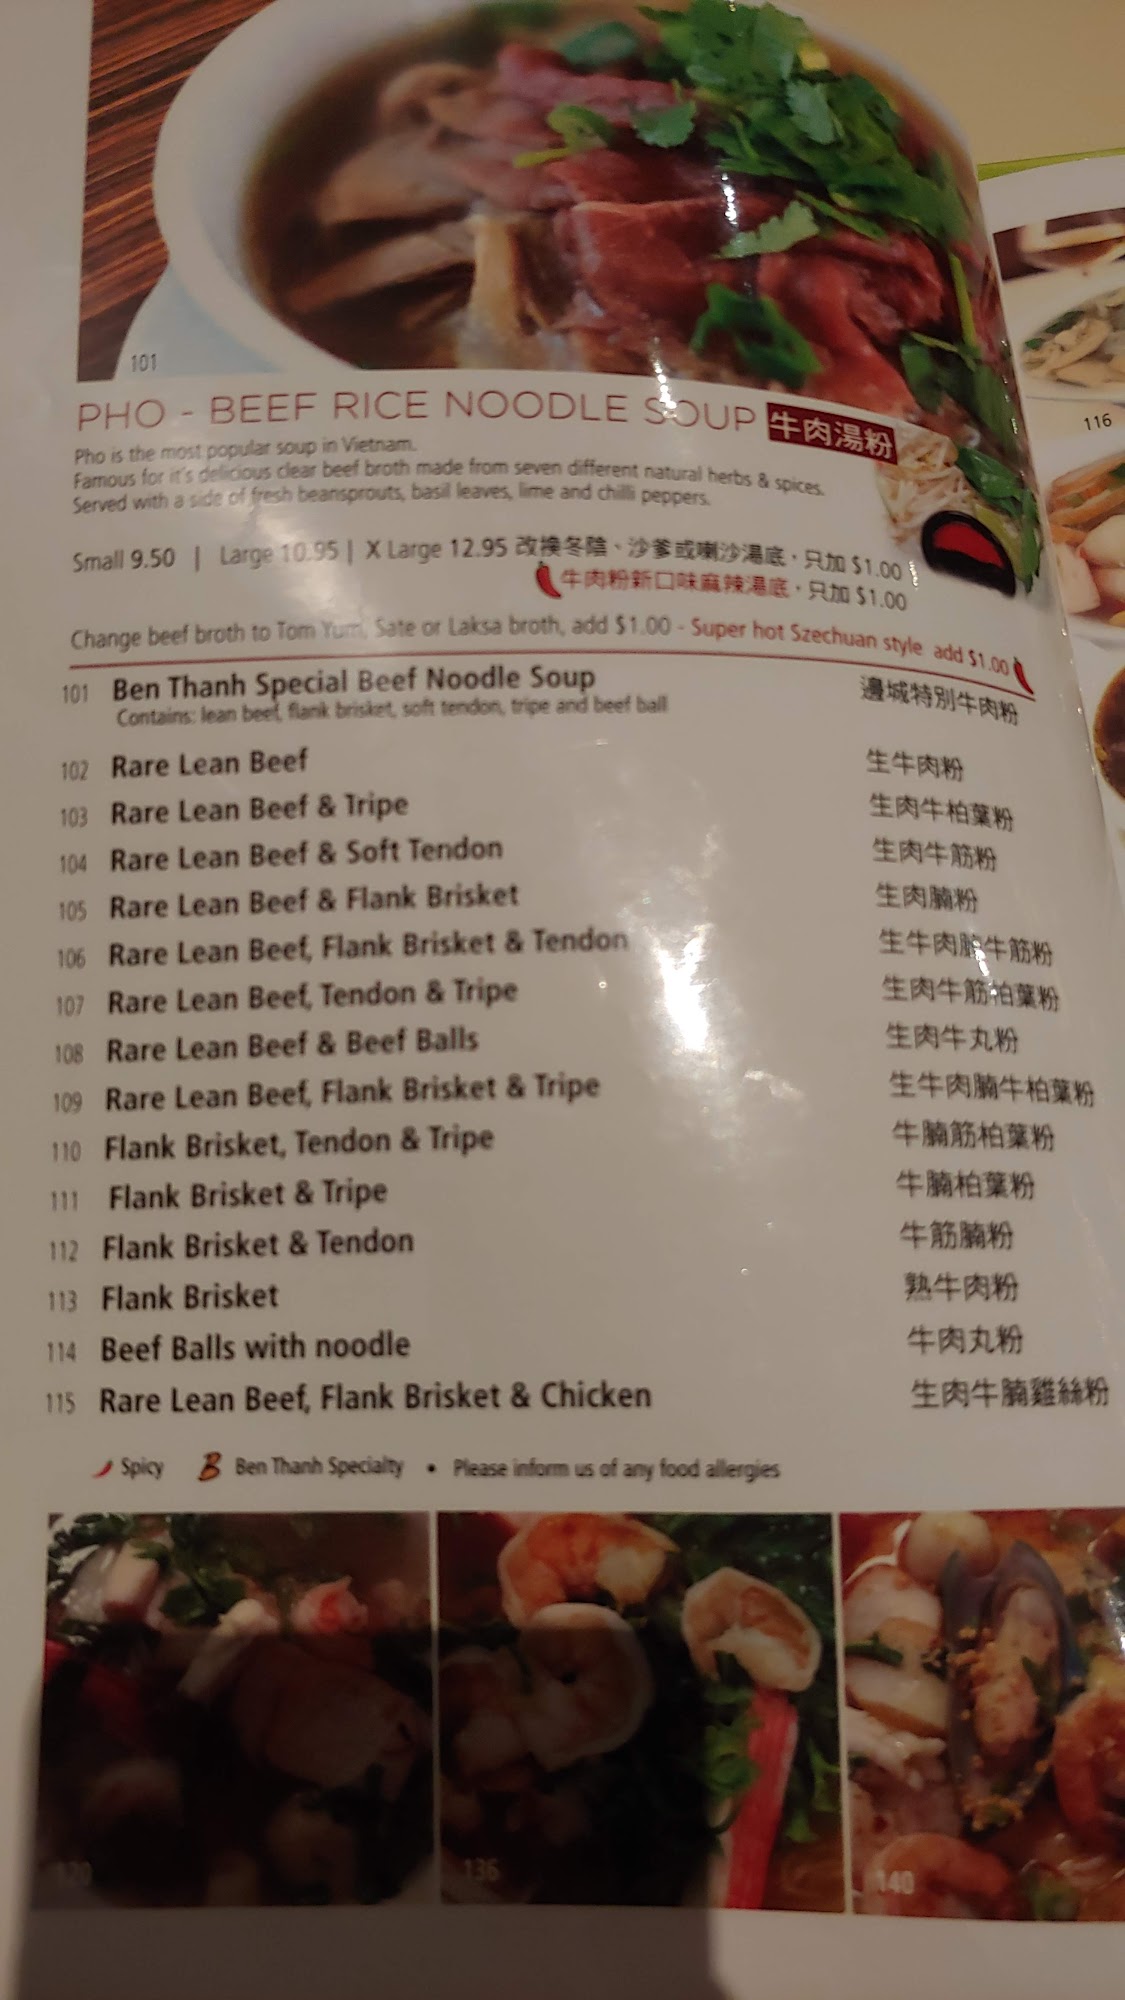 101
PHO - BEEF RICE NOODLE SOUP 牛肉湯粉
116
Pho is the most popular soup in Vietnam.
Famous for it's delicious clear beef broth made from seven different natural herbs & spices.
Served with a side of fresh beansprouts, basil leaves, lime and chilli peppers.
Small 9.50 | Large 10.95 | X Large 12.95 改換冬陰、沙爹或喇沙湯底，只加 $1.00
牛肉粉新口味麻辣湯底，只加 $1.00
Change beef broth to Tom Yum, Sate or Laksa broth, add $1.00 - Super hot Szechuan style add $1.00
101 Ben Thanh Special Beef Noodle Soup 邊城特別牛肉粉
Contains: lean beef, flank brisket, soft tendon, tripe and beef ball
102 Rare Lean Beef 生牛肉粉
103 Rare Lean Beef & Tripe 生肉牛柏葉粉
104 Rare Lean Beef & Soft Tendon 生肉牛筋粉
105 Rare Lean Beef & Flank Brisket 生肉腩粉
106 Rare Lean Beef, Flank Brisket & Tendon 生牛肉腩牛筋粉
107 Rare Lean Beef, Tendon & Tripe 生肉牛筋柏葉粉
108 Rare Lean Beef & Beef Balls 生肉牛丸粉
109 Rare Lean Beef, Flank Brisket & Tripe 生牛肉腩牛柏葉粉
110 Flank Brisket, Tendon & Tripe 牛腩筋柏葉粉
111 Flank Brisket & Tripe 牛腩柏葉粉
112 Flank Brisket & Tendon 牛筋腩粉
113 Flank Brisket 熟牛肉粉
114 Beef Balls with noodle 牛肉丸粉
115 Rare Lean Beef, Flank Brisket & Chicken 生肉牛腩雞絲粉
Spicy B Ben Thanh Specialty • Please inform us of any food allergies
120 136 140